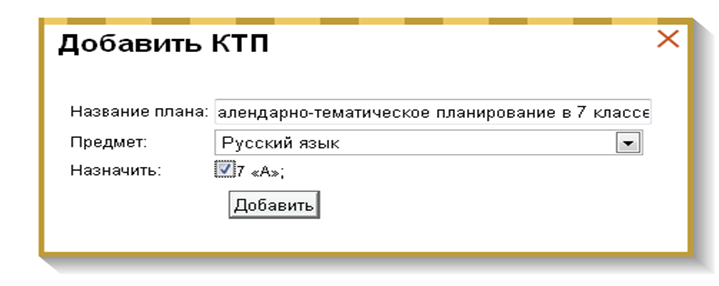 Добавить КТП
Название плана: алендарно-тематическое планирование в 7 классе
Предмет: Русский язык
Назначить: 7 «А»;
Добавить